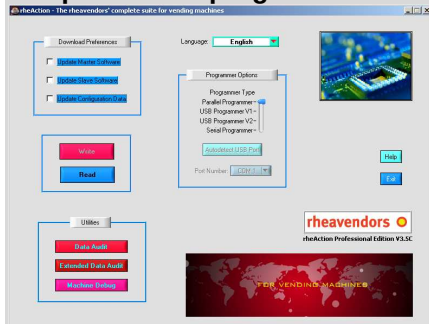 rheAction - The rheavendors' complete suite for vending machines
Download Preferences
Update Master Software
Update Slave Software
Update Configuration Data
Write
Read
Utilities
Data Audit
Extended Data Audit
Machine Debug
Language:
English
Programmer Options
Programmer Type
Parallel Programmer
USB Programmer V1
USB Programmer V2
Serial Programmer
Autodetect USB Port
Port Number:
COM 1
Help
Exit
rheavendors
rheAction Professional Edition V3.5C
FOR VENDING MACHINES